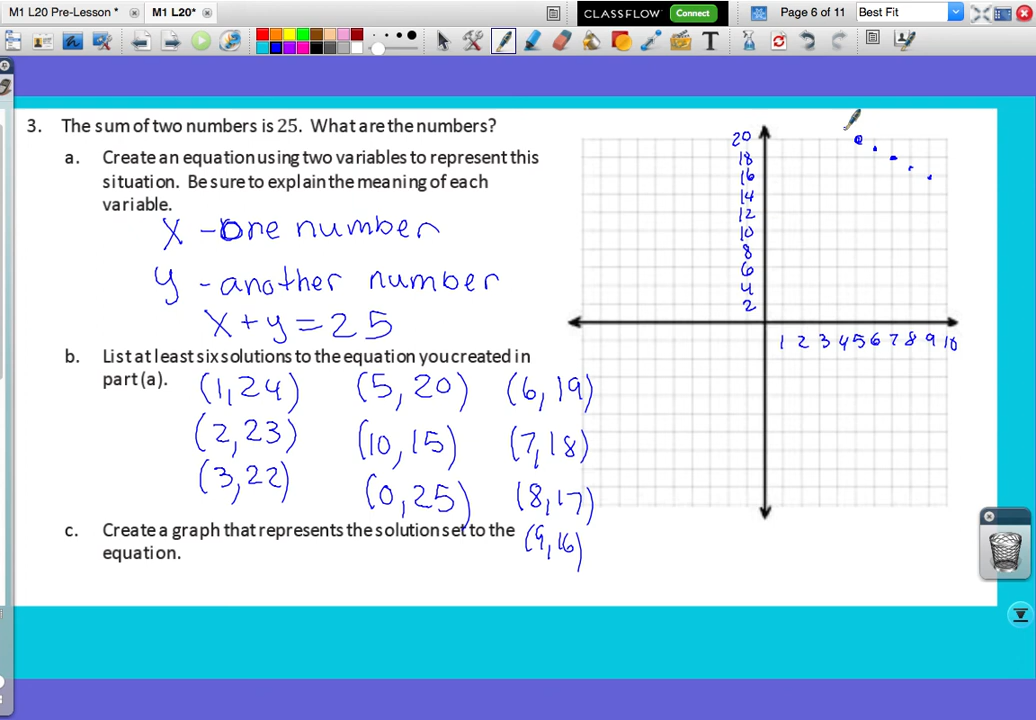 M1 L20 Pre-Lesson *
M1 L20*
CLASSFLOW
Connect
Page 6 of 11
Best Fit
T
3. The sum of two numbers is 25. What are the numbers?
a. Create an equation using two variables to represent this
situation. Be sure to explain the meaning of each
variable.
x - one number
y - another number
x + y = 25
b. List at least six solutions to the equation you created in
part (a).
(1, 24) (5, 20) (6, 19)
(2, 23) (10, 15) (7, 18)
(3, 22) (0, 25) (8, 17)
c. Create a graph that represents the solution set to the
equation.
(9, 16)
20
18
16
14
12
10
8
6
4
2
1 2 3 4 5 6 7 8 9 10